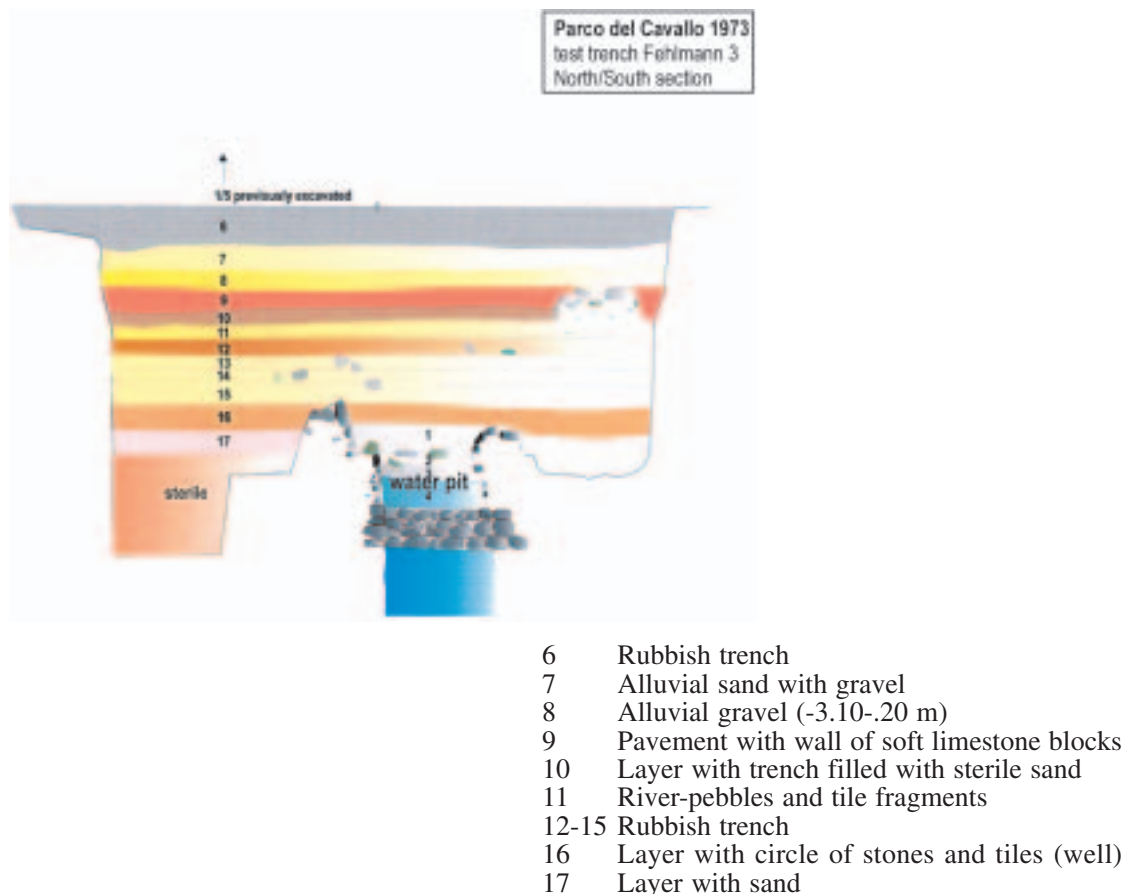 Parco del Cavallo 1973
test trench Fehlmann 3
North/South section
1/5 previously excavated
6
7
8
9
10
11
12
13
14
15
16
17
1
water pit
4
sterile
6 Rubbish trench
7 Alluvial sand with gravel
8 Alluvial gravel (-3.10-.20 m)
9 Pavement with wall of soft limestone blocks
10 Layer with trench filled with sterile sand
11 River-pebbles and tile fragments
12-15 Rubbish trench
16 Layer with circle of stones and tiles (well)
17 Layer with sand